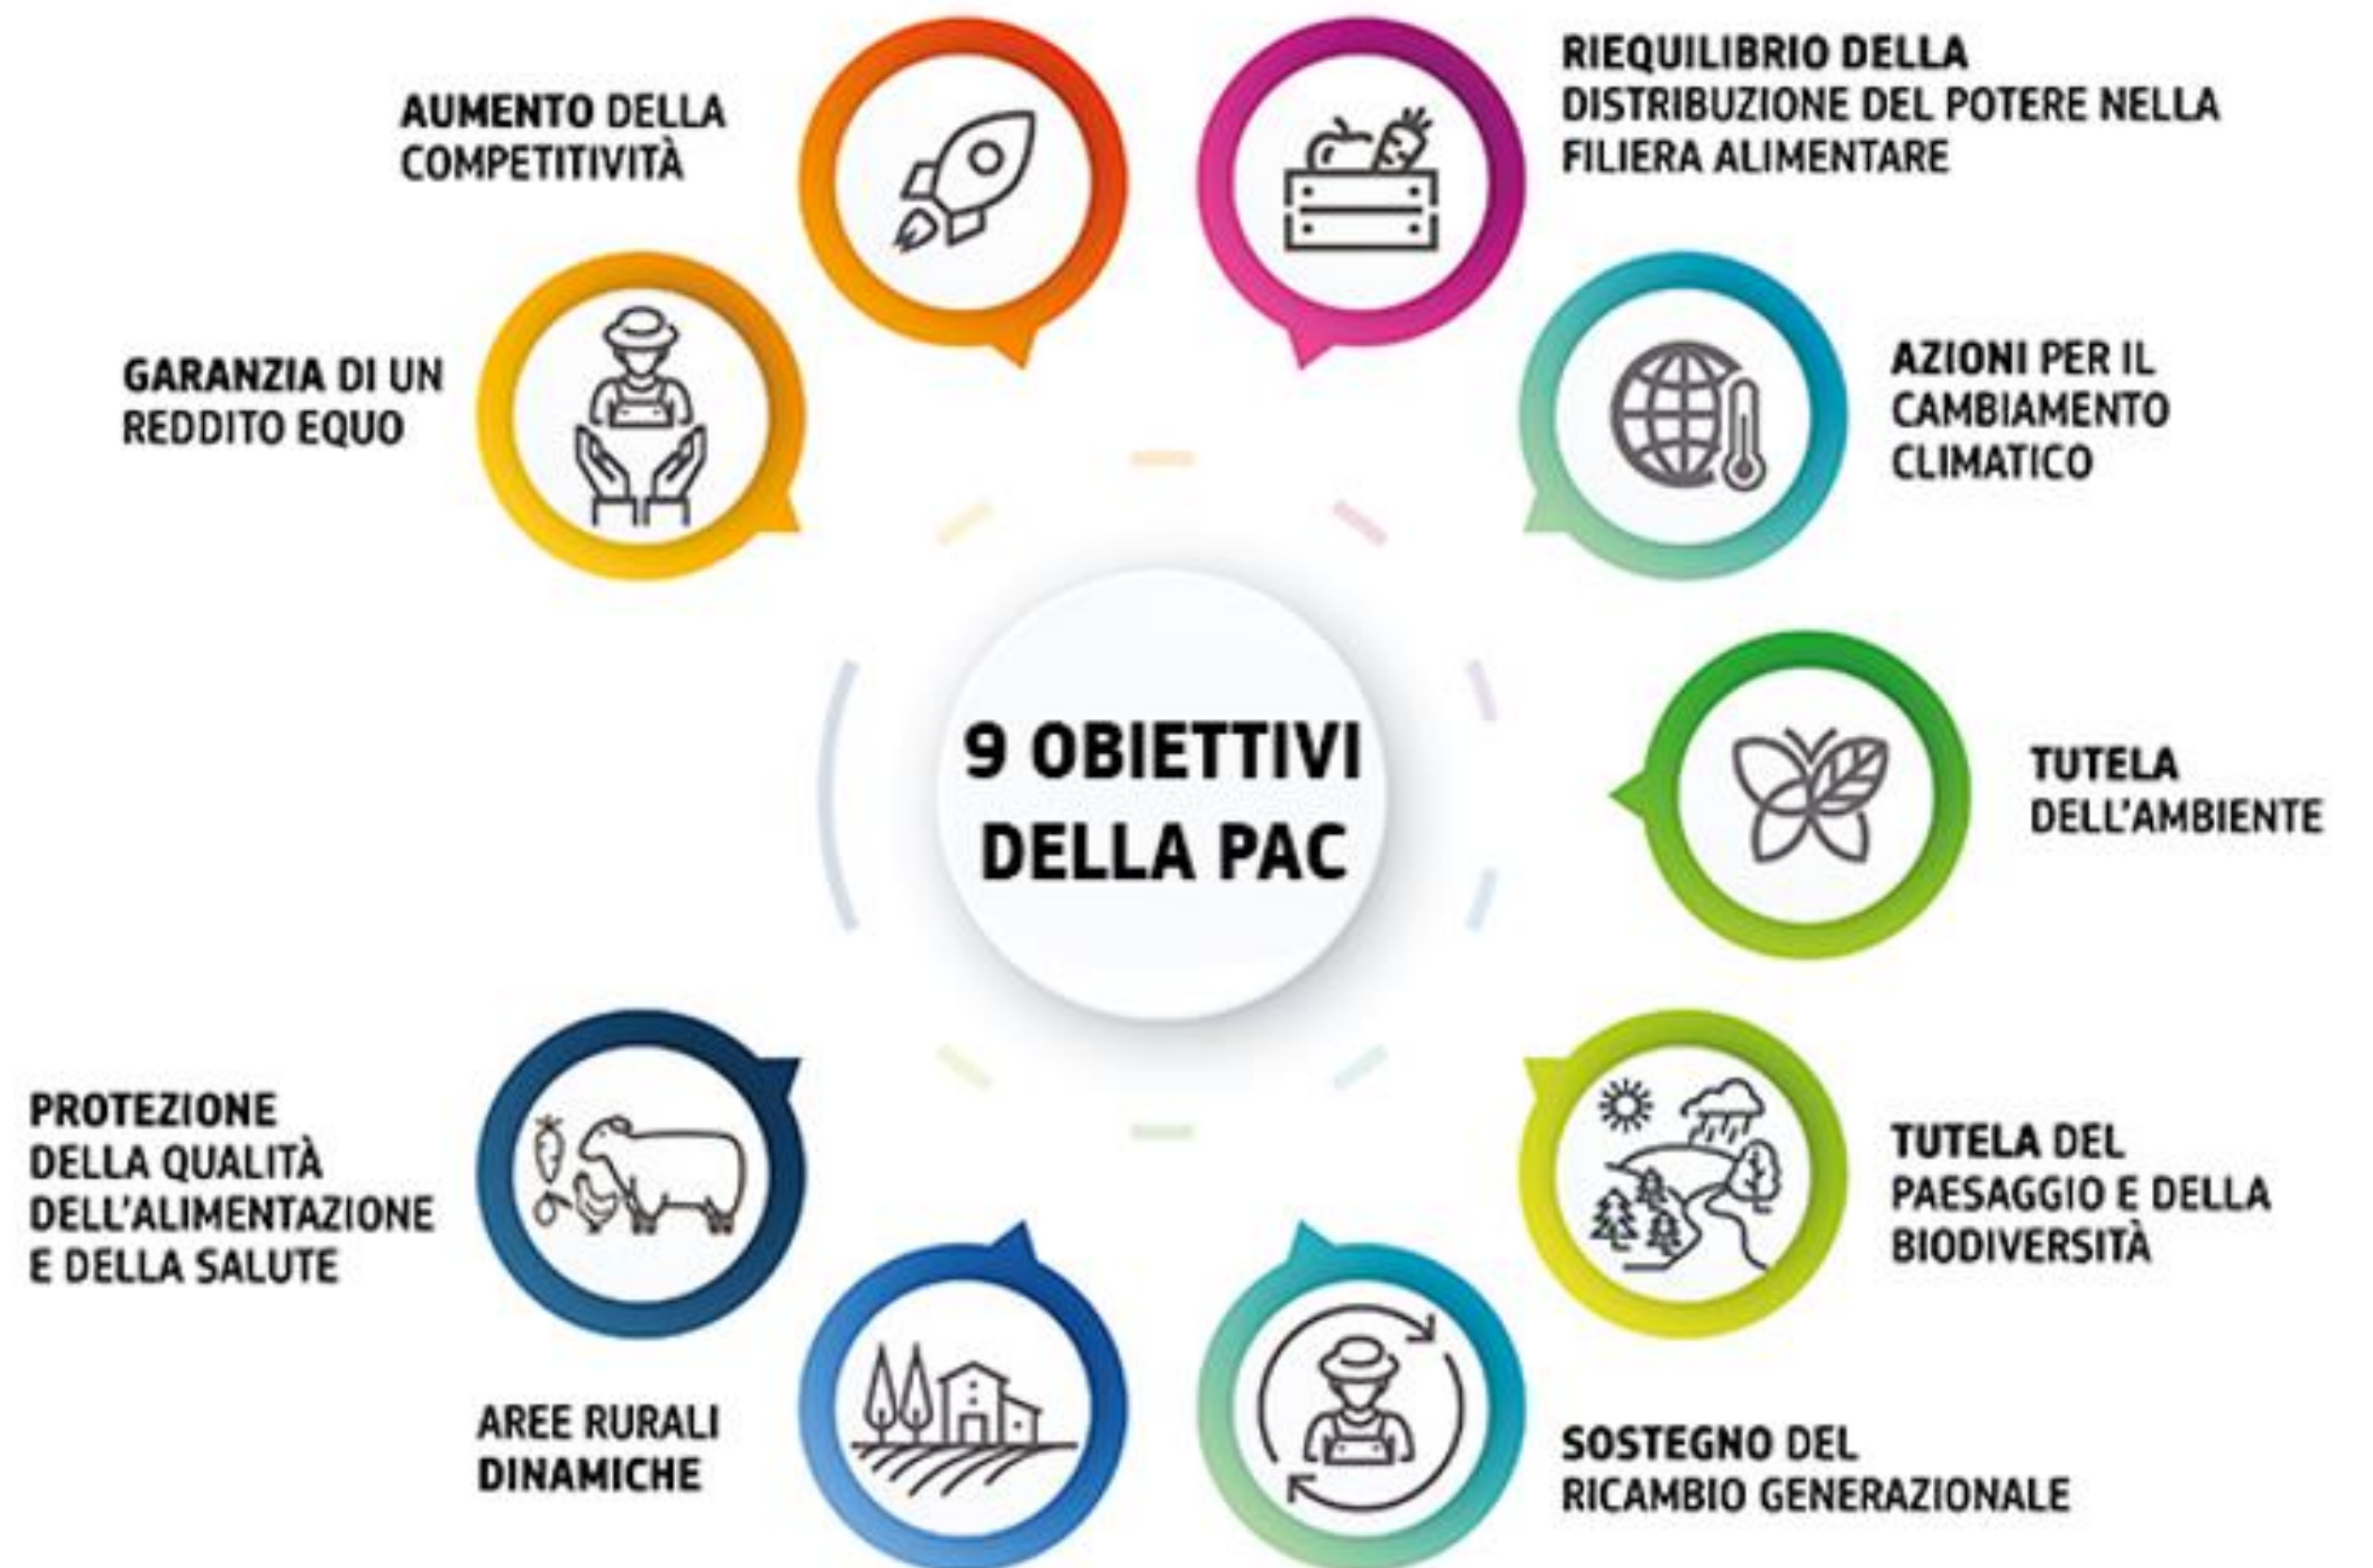 AUMENTO DELLA
COMPETITIVITÀ
RIEQUILIBRIO DELLA
DISTRIBUZIONE DEL POTERE NELLA
FILIERA ALIMENTARE
GARANZIA DI UN
REDDITO EQUO
AZIONI PER IL
CAMBIAMENTO
CLIMATICO
9 OBIETTIVI
DELLA PAC
TUTELA
DELL'AMBIENTE
PROTEZIONE
DELLA QUALITÀ
DELL'ALIMENTAZIONE
E DELLA SALUTE
TUTELA DEL
PAESAGGIO E DELLA
BIODIVERSITÀ
AREE RURALI
DINAMICHE
SOSTEGNO DEL
RICAMBIO GENERAZIONALE